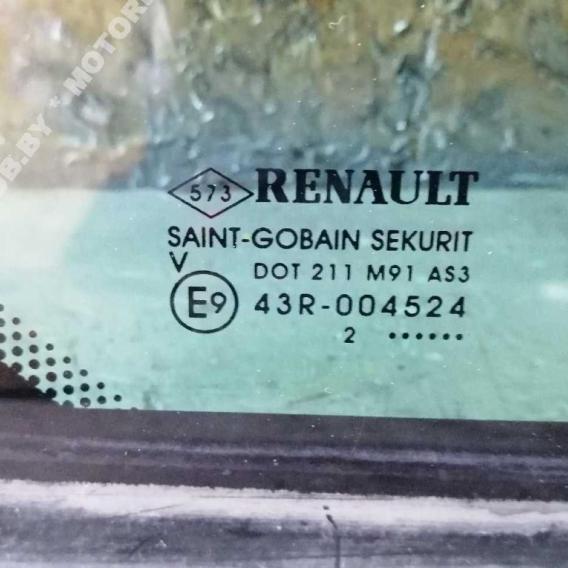 573 RENAULT
SAINT-GOBAIN SEKURIT
V
DOT 211 M91 AS3
E9 43R-004524
2 ......